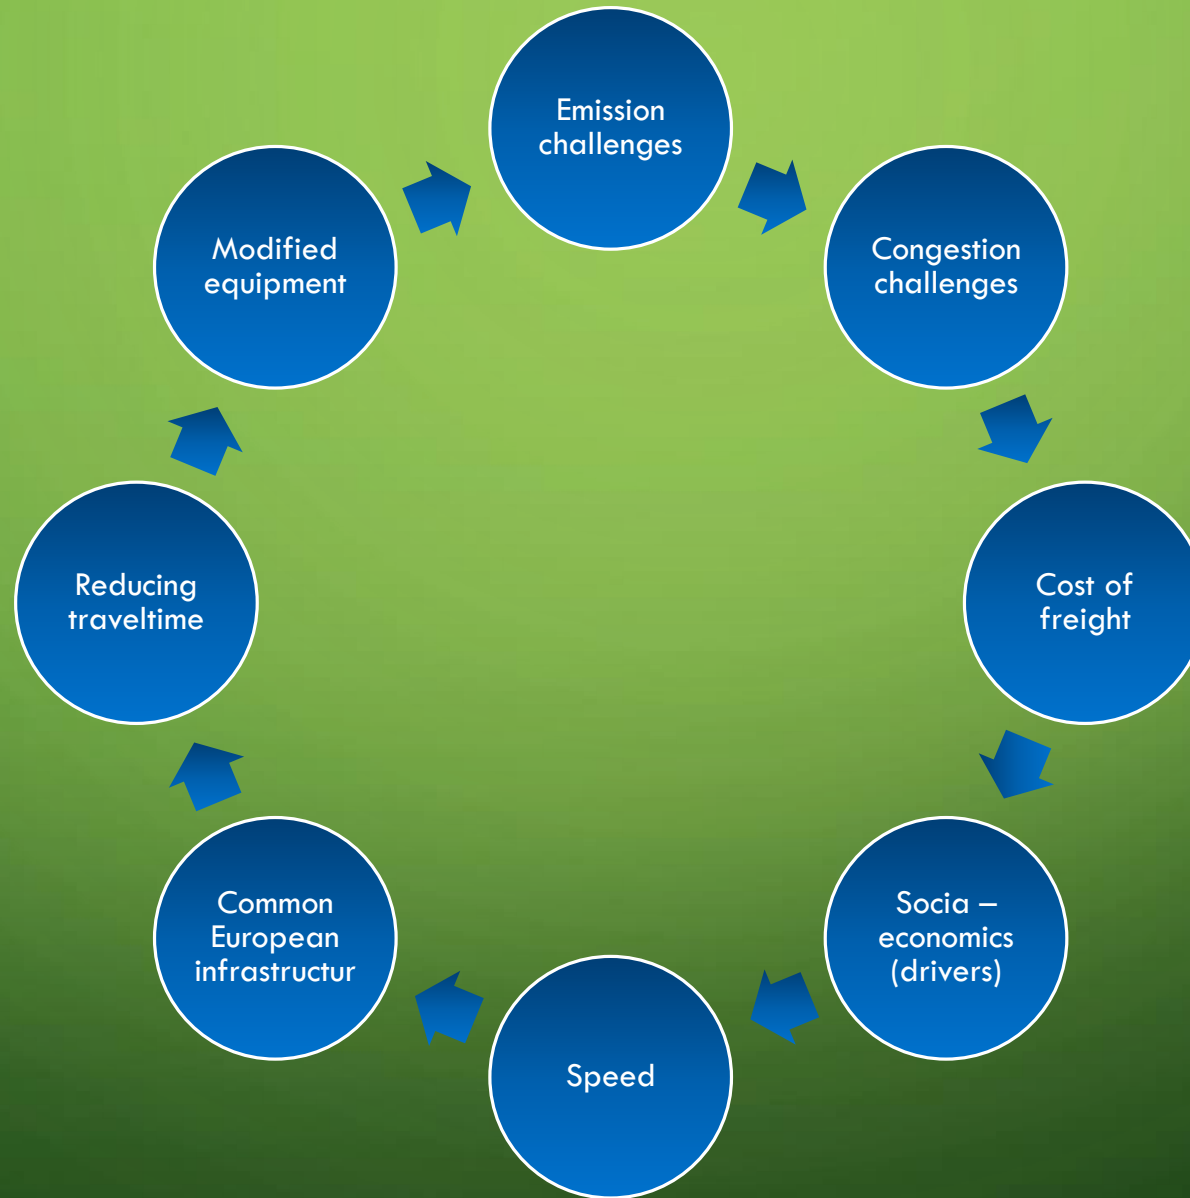 Emission
challenges
Congestion
challenges
Cost of
freight
Socia –
economics
(drivers)
Speed
Common
European
infrastructur
Reducing
traveltime
Modified
equipment